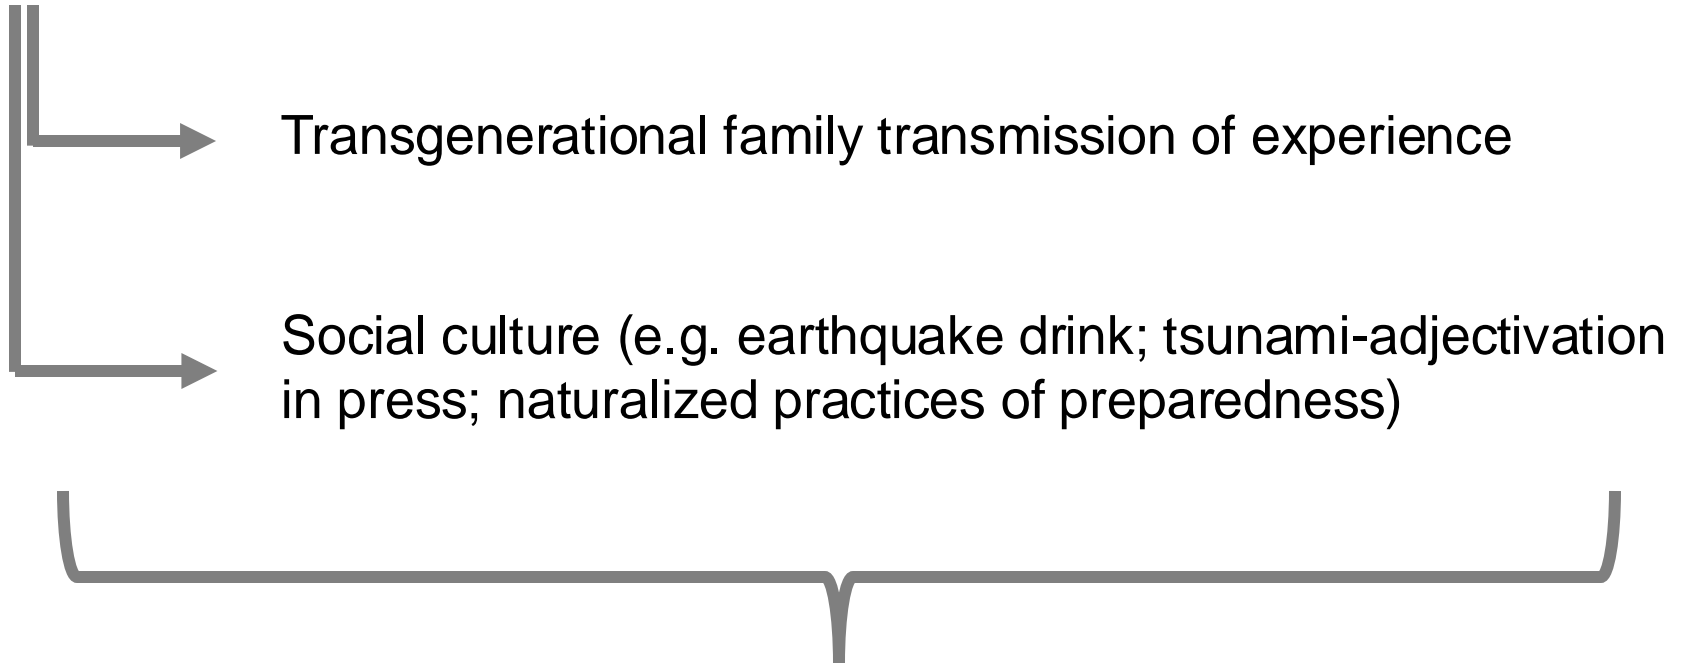 Transgenerational family transmission of experience
Social culture (e.g. earthquake drink; tsunami-adjectivation
in press; naturalized practices of preparedness)